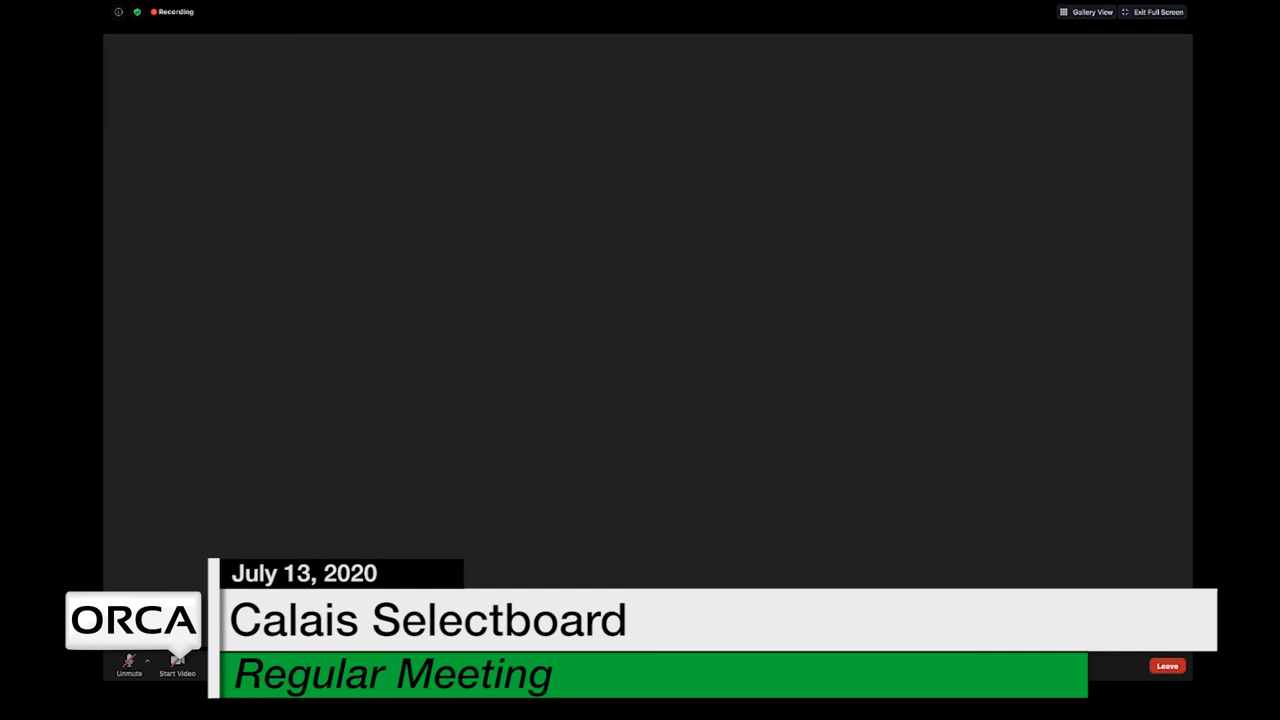 Recording
Gallery View
Exit Full Screen
July 13, 2020
ORCA
Calais Selectboard
Regular Meeting
Unmute
Start Video
Leave